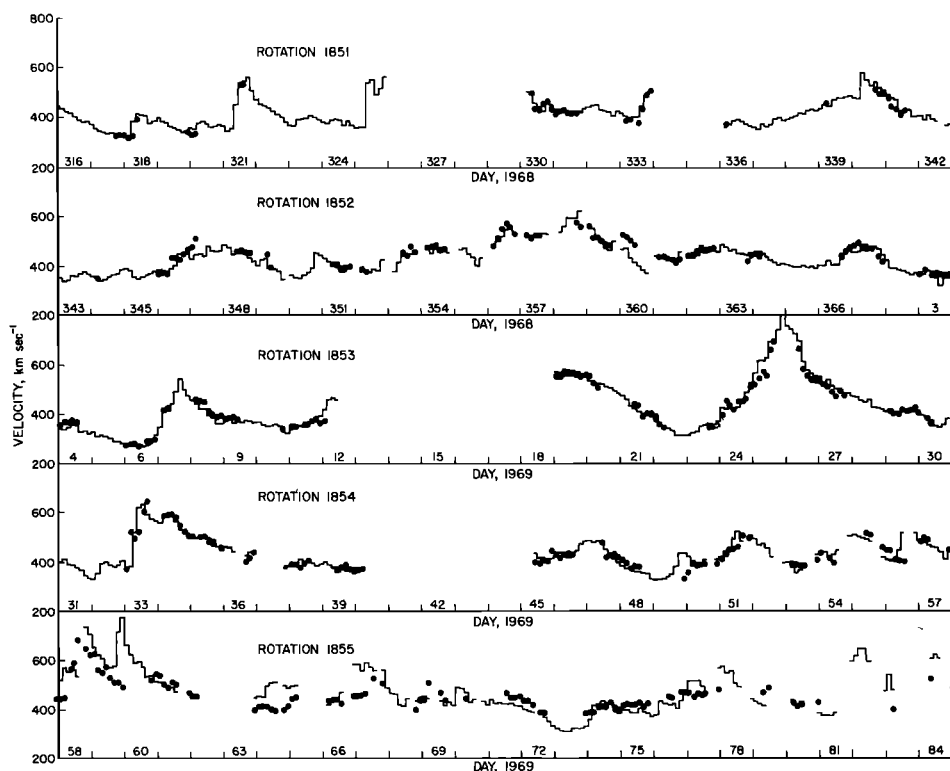 800
ROTATION 1851
600
400
200
316 318 321 324 327 330 333 336 339 342
DAY, 1968
ROTATION 1852
600
400
343 345 348 351 354 357 360 363 366 3
200
DAY, 1968
ROTATION 1853
600
400
200
4 6 9 12 15 18 21 24 27 30
DAY, 1969
ROTATION 1854
600
400
31 33 36 39 42 45 48 51 54 57
200
DAY, 1969
ROTATION 1855
600
400
200
58 60 63 66 69 72 75 78 81 84
DAY, 1969
VELOCITY, km sec⁻¹